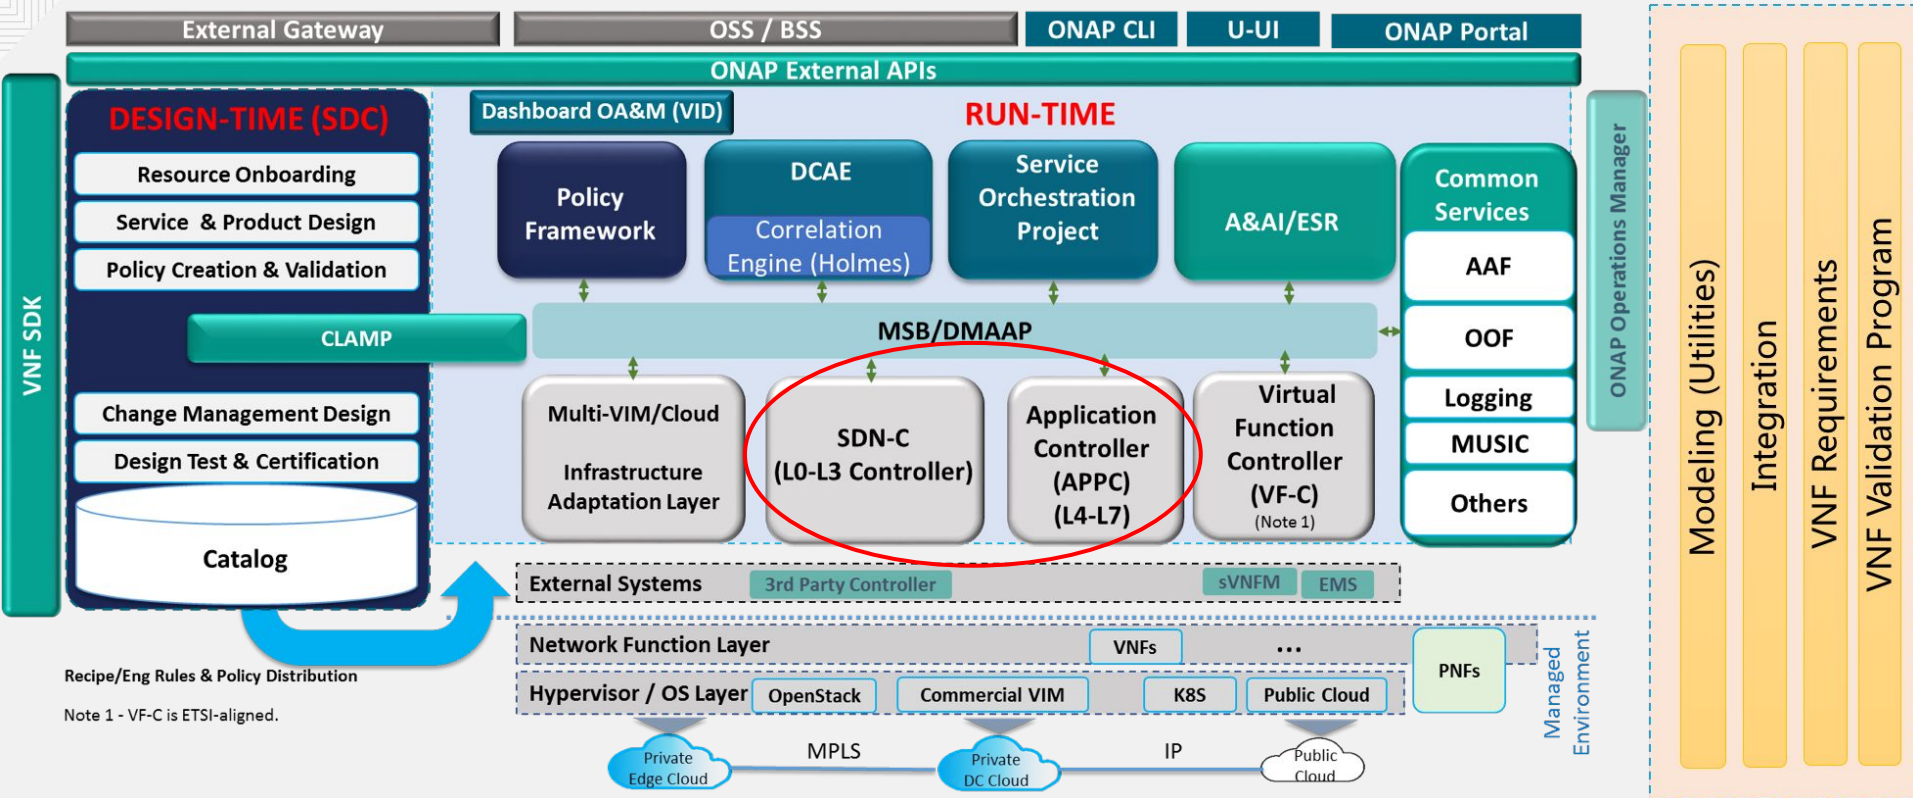 External Gateway
OSS / BSS
ONAP CLI
U-UI
ONAP Portal
ONAP External APIs
VNF SDK
DESIGN-TIME (SDC)
Resource Onboarding
Service & Product Design
Policy Creation & Validation
CLAMP
Change Management Design
Design Test & Certification
Catalog
Recipe/Eng Rules & Policy Distribution
Note 1 - VF-C is ETSI-aligned.
Dashboard OA&M (VID)
RUN-TIME
Policy
Framework
DCAE
Correlation
Engine (Holmes)
Service
Orchestration
Project
A&AI/ESR
MSB/DMAAP
Multi-VIM/Cloud
Infrastructure
Adaptation Layer
SDN-C
(L0-L3 Controller)
Application
Controller
(APPC)
(L4-L7)
Virtual
Function
Controller
(VF-C)
(Note 1)
Common
Services
AAF
OOF
Logging
MUSIC
Others
ONAP Operations Manager
External Systems
3rd Party Controller
sVNFM
EMS
Network Function Layer
VNFs
...
PNFs
Hypervisor / OS Layer
OpenStack
Commercial VIM
K8S
Public Cloud
Managed
Environment
Private
Edge Cloud
MPLS
Private
DC Cloud
IP
Public
Cloud
Modeling (Utilities)
Integration
VNF Requirements
VNF Validation Program